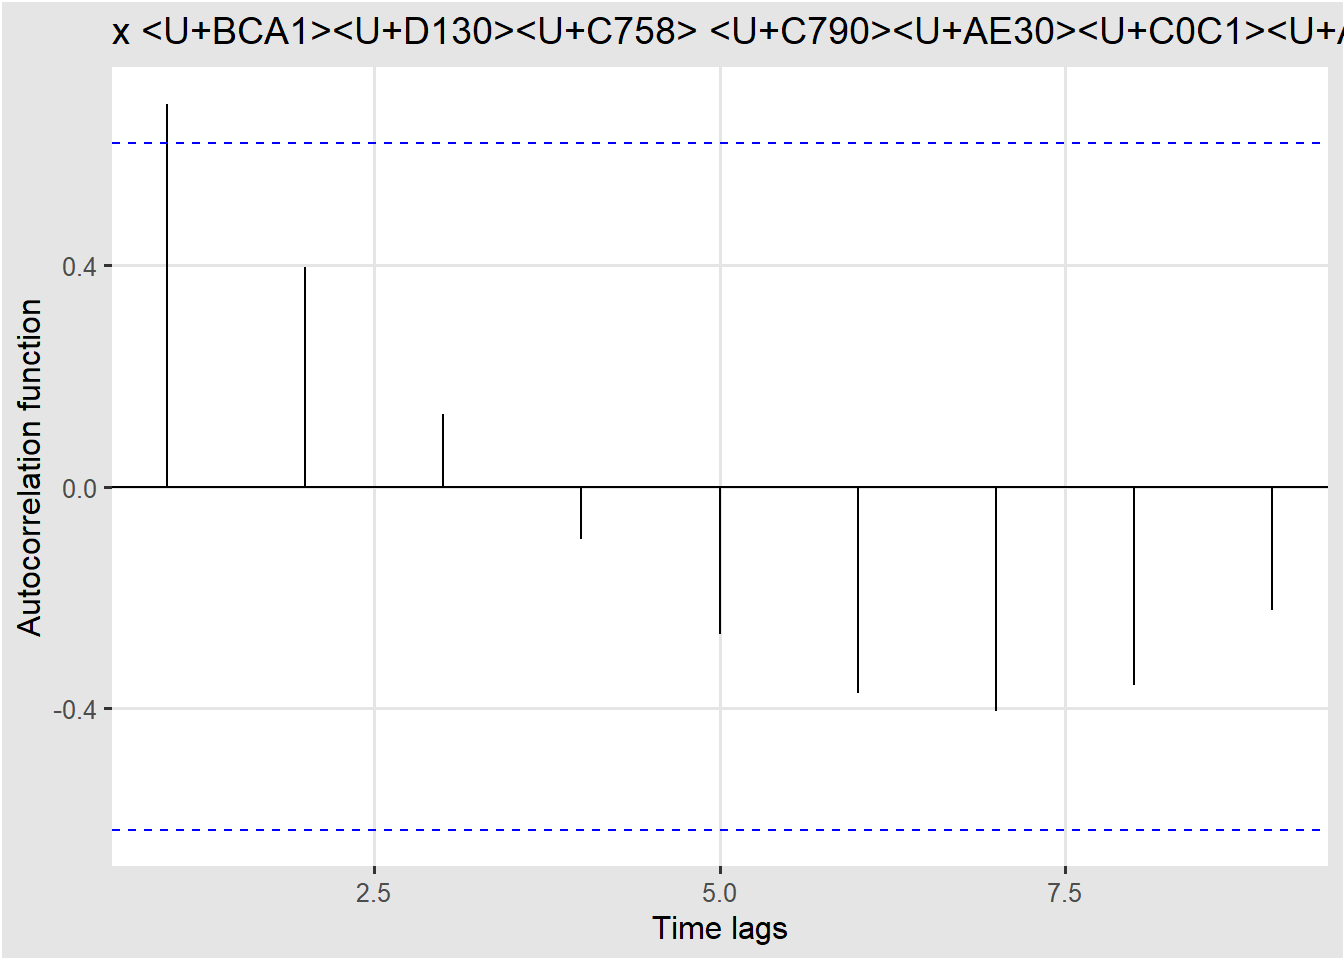 x <U+BCA1><U+D130><U+C758> <U+C790><U+AE30><U+C0C1><U+
Autocorrelation function
0.4
0.0
-0.4
2.5 5.0 7.5
Time lags